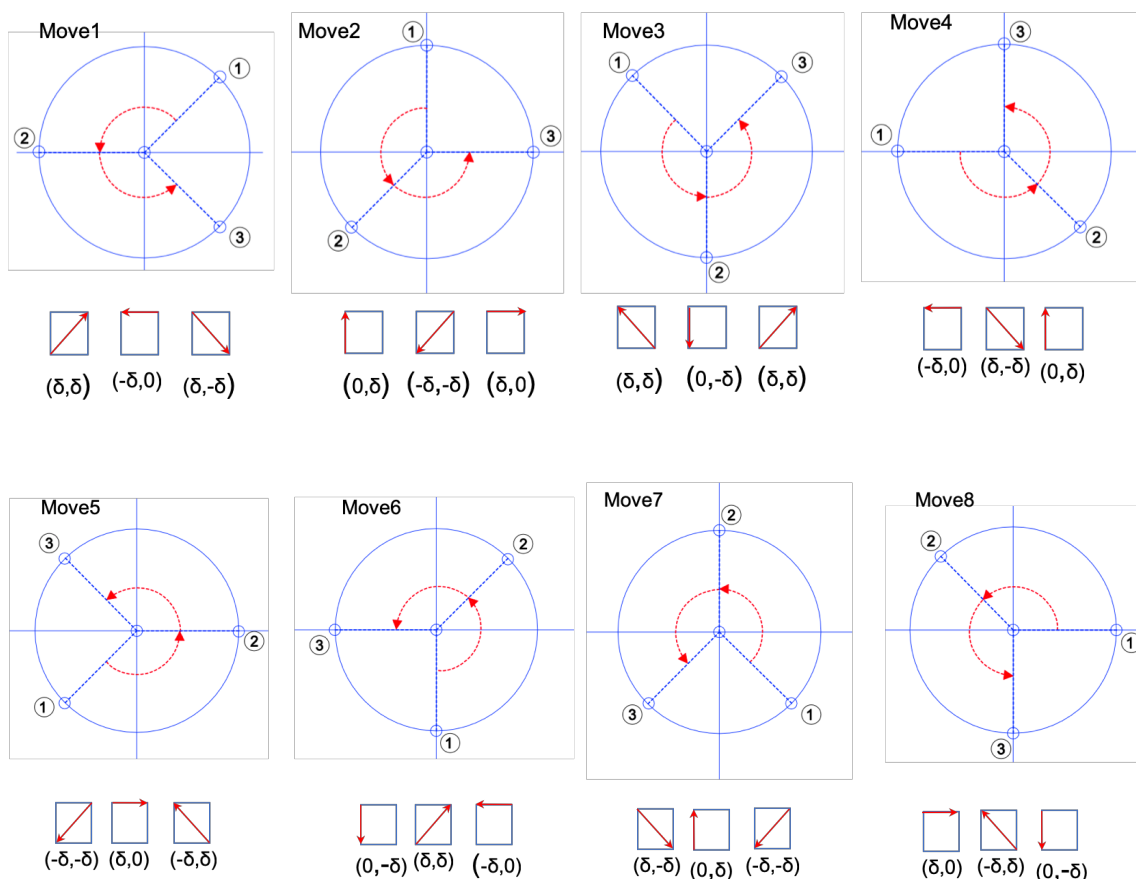 Move1
Move2
Move3
Move4
① ② ③
① ② ③
① ③ ②
③ ① ②
(δ,δ) (-δ,0) (δ,-δ)
(0,δ) (-δ,-δ) (δ,0)
(δ,δ) (0,-δ) (δ,δ)
(-δ,0) (δ,-δ) (0,δ)
Move5
Move6
Move7
Move8
③ ② ①
② ③ ①
② ③ ①
② ① ③
(-δ,-δ) (δ,0) (-δ,δ)
(0,-δ) (δ,δ) (-δ,0)
(δ,-δ) (0,δ) (-δ,-δ)
(δ,0) (-δ,δ) (0,-δ)